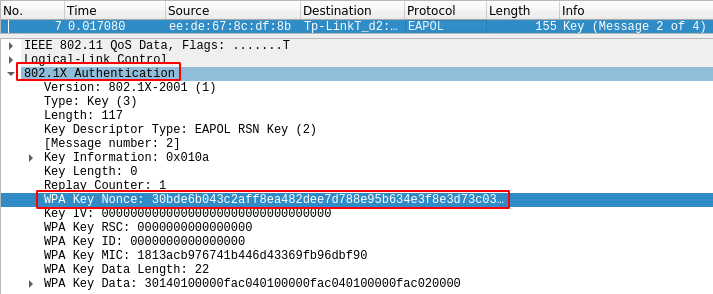 No. Time Source Destination Protocol Length Info
7 0.017080 ee:de:67:8c:df:8b Tp-LinkT_d2:… EAPOL 155 Key (Message 2 of 4)
IEEE 802.11 QoS Data, Flags: .......T
Logical-Link Control
802.1X Authentication
Version: 802.1X-2001 (1)
Type: Key (3)
Length: 117
Key Descriptor Type: EAPOL RSN Key (2)
[Message number: 2]
Key Information: 0x010a
Key Length: 0
Replay Counter: 1
WPA Key Nonce: 30bde6b043c2aff8ea482dee7d788e95b634e3f8e3d73c03…
Key IV: 00000000000000000000000000000000
WPA Key RSC: 0000000000000000
WPA Key ID: 0000000000000000
WPA Key MIC: 1813acb976741b446d43369fb96dbf90
WPA Key Data Length: 22
WPA Key Data: 30140100000fac040100000fac040100000fac020000